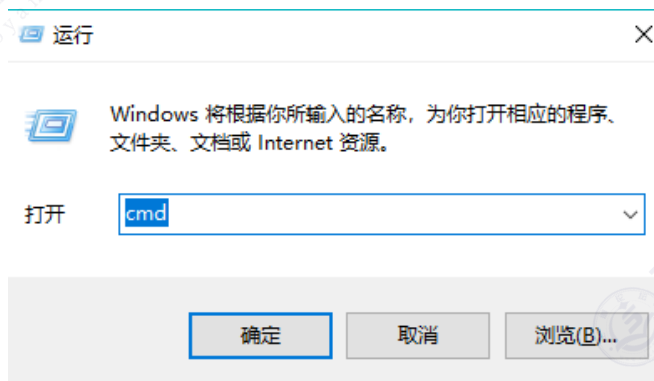 运行
Windows 将根据你所输入的名称，为你打开相应的程序、
文件夹、文档或 Internet 资源。
打开 cmd
确定 取消 浏览(B)...